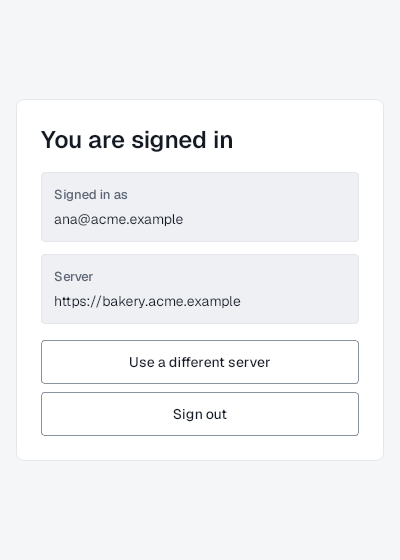 You are signed in
Signed in as
ana@acme.example
Server
https://bakery.acme.example
Use a different server
Sign out